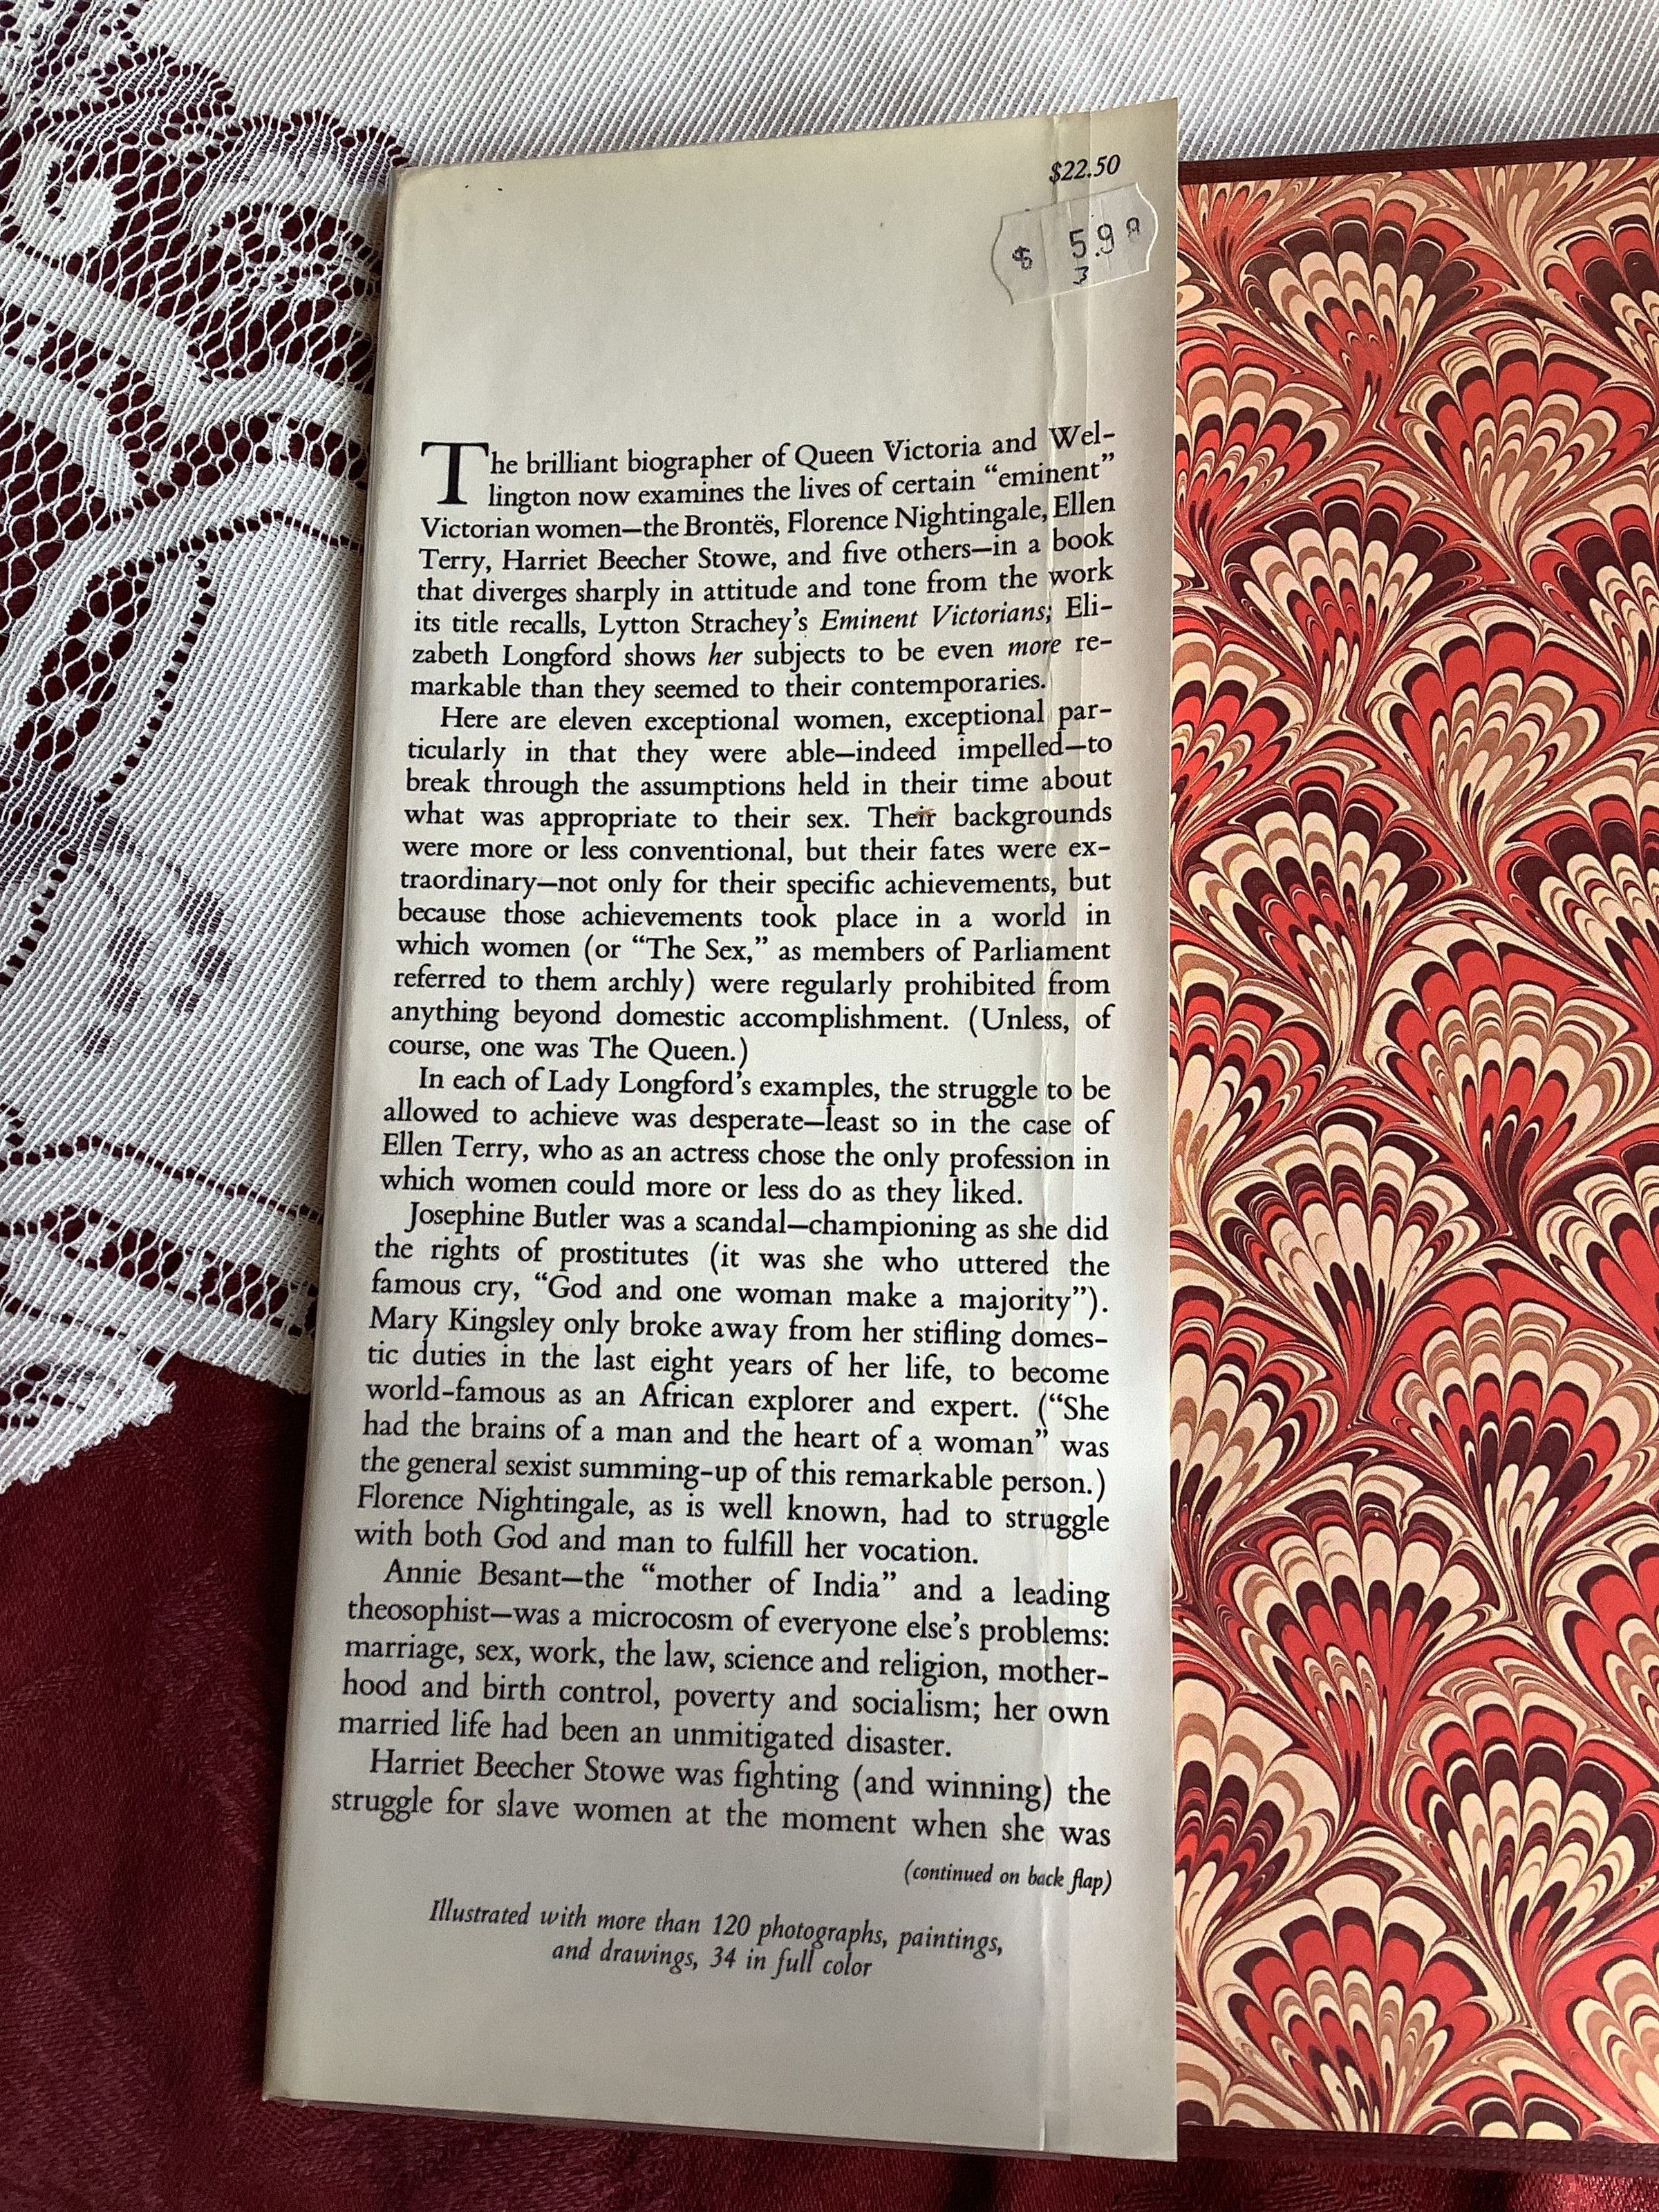 $22.50
$ 5.99
3
The brilliant biographer of Queen Victoria and Wel-
lington now examines the lives of certain “eminent”
Victorian women—the Brontës, Florence Nightingale, Ellen
Terry, Harriet Beecher Stowe, and five others—in a book
that diverges sharply in attitude and tone from the work
its title recalls, Lytton Strachey’s Eminent Victorians; Eli-
zabeth Longford shows her subjects to be even more re-
markable than they seemed to their contemporaries.
Here are eleven exceptional women, exceptional par-
ticularly in that they were able—indeed impelled—to
break through the assumptions held in their time about
what was appropriate to their sex. Their backgrounds
were more or less conventional, but their fates were ex-
traordinary—not only for their specific achievements, but
because those achievements took place in a world in
which women (or “The Sex,” as members of Parliament
referred to them archly) were regularly prohibited from
anything beyond domestic accomplishment. (Unless, of
course, one was The Queen.)
In each of Lady Longford’s examples, the struggle to be
allowed to achieve was desperate—least so in the case of
Ellen Terry, who as an actress chose the only profession in
which women could more or less do as they liked.
Josephine Butler was a scandal—championing as she did
the rights of prostitutes (it was she who uttered the
famous cry, “God and one woman make a majority”).
Mary Kingsley only broke away from her stifling domes-
tic duties in the last eight years of her life, to become
world-famous as an African explorer and expert. (“She
had the brains of a man and the heart of a woman” was
the general sexist summing-up of this remarkable person.)
Florence Nightingale, as is well known, had to struggle
with both God and man to fulfill her vocation.
Annie Besant—the “mother of India” and a leading
theosophist—was a microcosm of everyone else’s problems:
marriage, sex, work, the law, science and religion, mother-
hood and birth control, poverty and socialism; her own
married life had been an unmitigated disaster.
Harriet Beecher Stowe was fighting (and winning) the
struggle for slave women at the moment when she was
(continued on back flap)
Illustrated with more than 120 photographs, paintings,
and drawings, 34 in full color